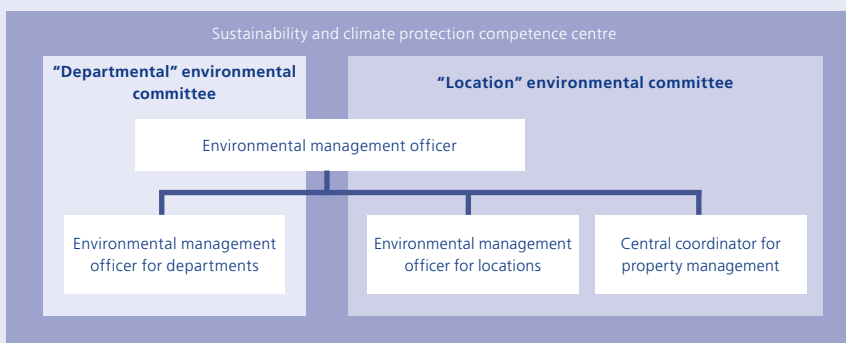 Sustainability and climate protection competence centre
“Departmental” environmental
committee
“Location” environmental committee
Environmental management officer
Environmental management
officer for departments
Environmental management
officer for locations
Central coordinator for
property management